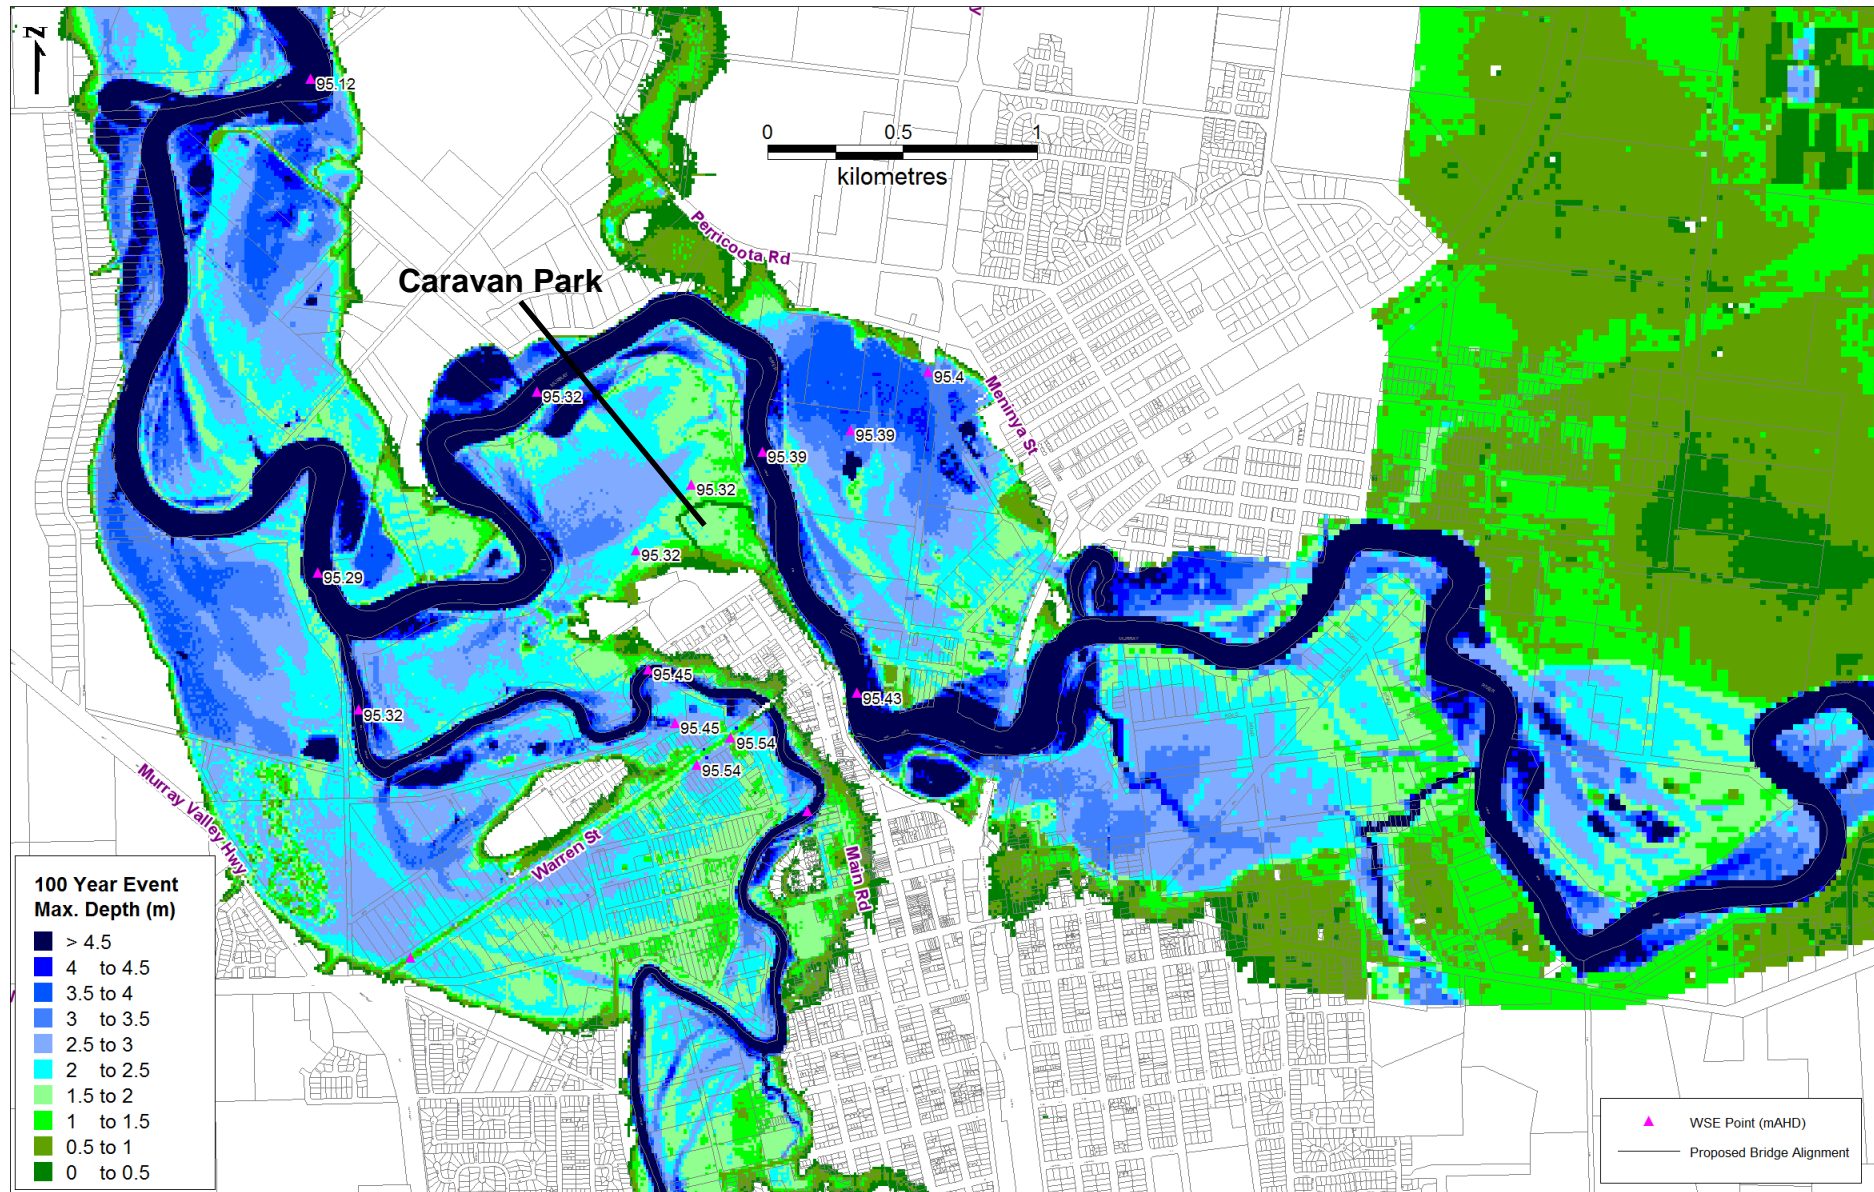 N
95.12
0 0.5 1
kilometres
Perricoota Rd
Caravan Park
95.4
Meninya St
95.32
95.39
95.39
95.32
95.32
95.29
95.45
95.43
95.32
95.45
95.54
95.54
Murray Valley Hwy
Warren St
Main Rd
100 Year Event
Max. Depth (m)
> 4.5
4 to 4.5
3.5 to 4
3 to 3.5
2.5 to 3
2 to 2.5
1.5 to 2
1 to 1.5
0.5 to 1
0 to 0.5
WSE Point (mAHD)
Proposed Bridge Alignment